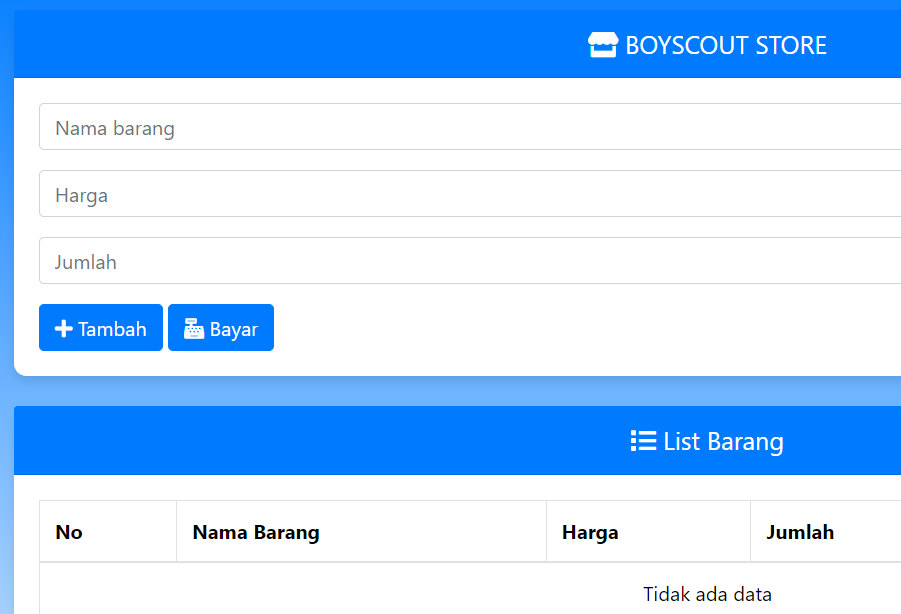 BOYSCOUT STORE
Nama barang
Harga
Jumlah
Tambah Bayar
List Barang
No Nama Barang Harga Jumlah
Tidak ada data